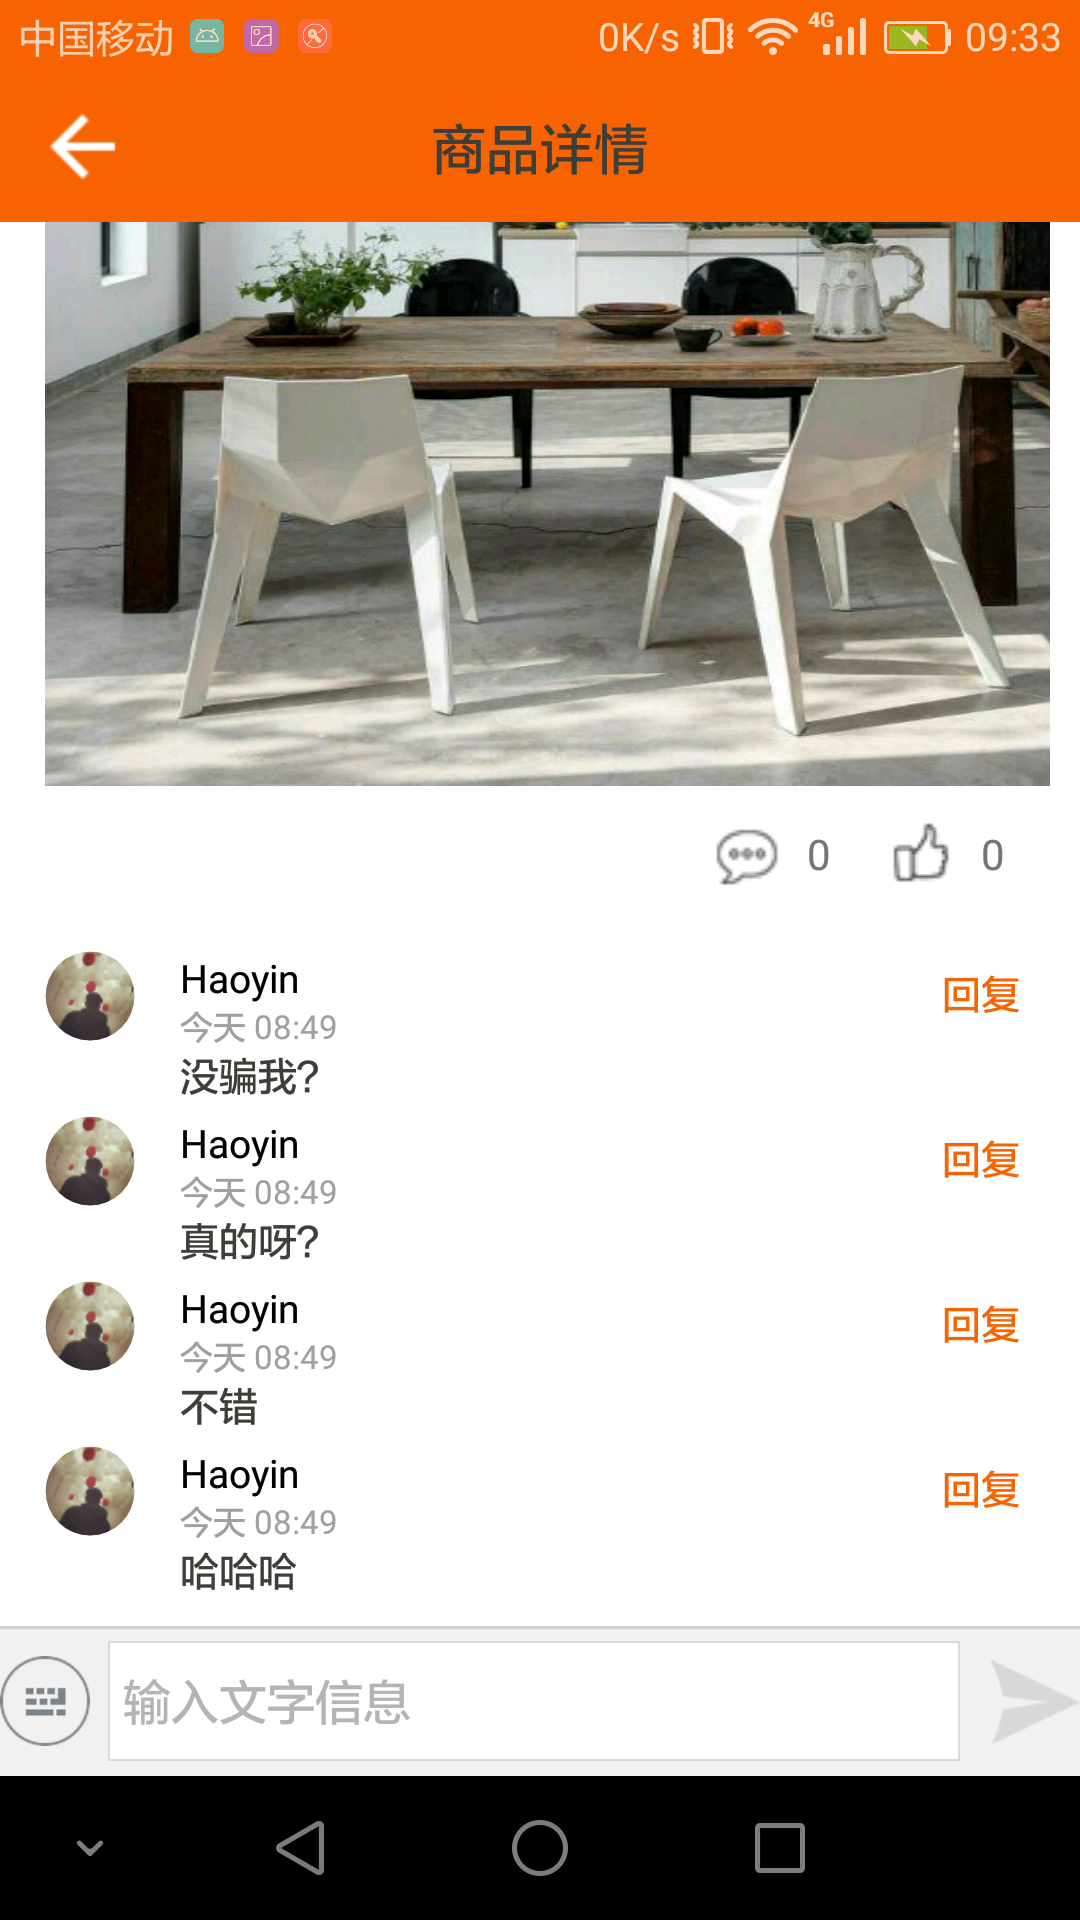 中国移动 0K/s 4G 09:33
商品详情
0 0
Haoyin
回复
今天 08:49
没骗我?
Haoyin
回复
今天 08:49
真的呀?
Haoyin
回复
今天 08:49
不错
Haoyin
回复
今天 08:49
哈哈哈
输入文字信息